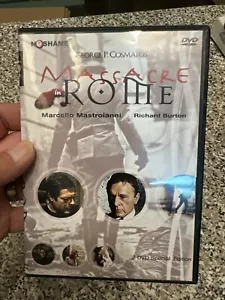 NOSHAME
DVD
GEORGE P. COSMATOS
MASSACRE
in
ROME
Marcello Mastroianni
Richard Burton
2-DVD Special Edition